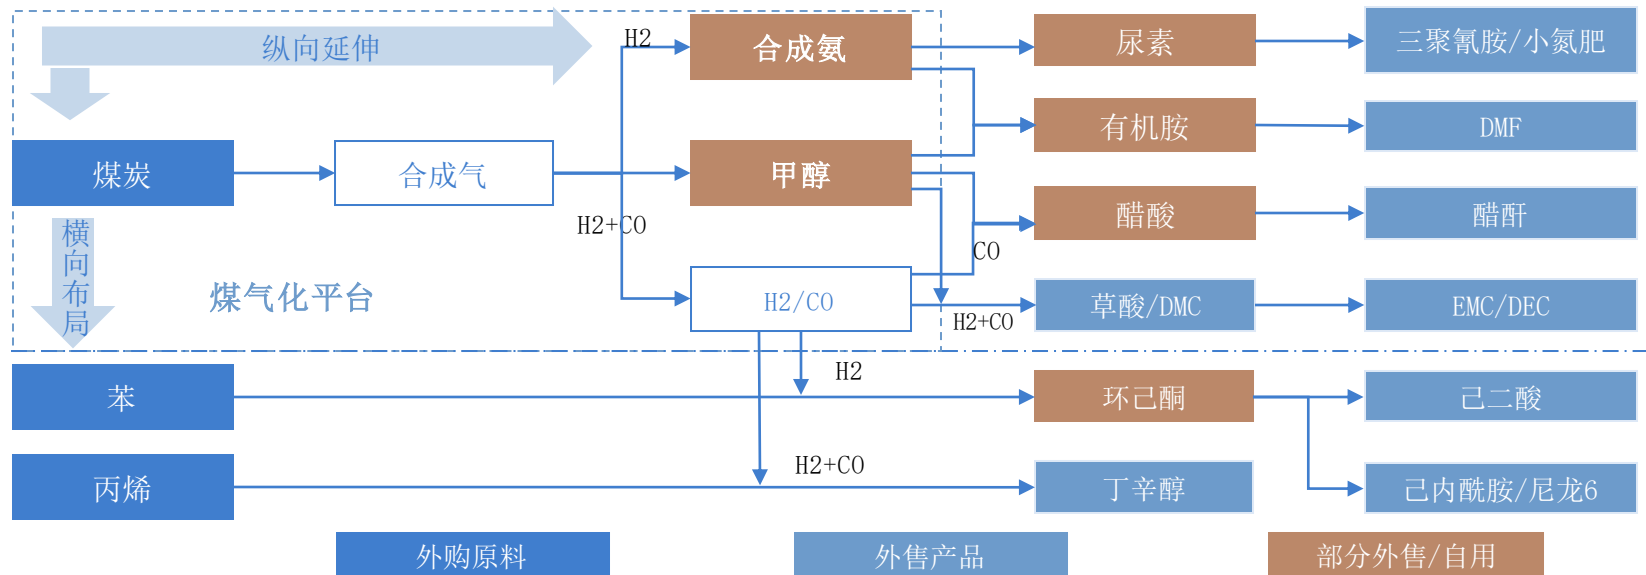 纵向延伸
H2
合成氨
尿素
三聚氰胺/小氮肥
有机胺
DMF
煤炭
合成气
甲醇
醋酸
醋酐
H2+CO
CO
横向布局
煤气化平台
H2/CO
草酸/DMC
EMC/DEC
H2+CO
H2
苯
环己酮
己二酸
H2+CO
丙烯
丁辛醇
己内酰胺/尼龙6
外购原料
外售产品
部分外售/自用